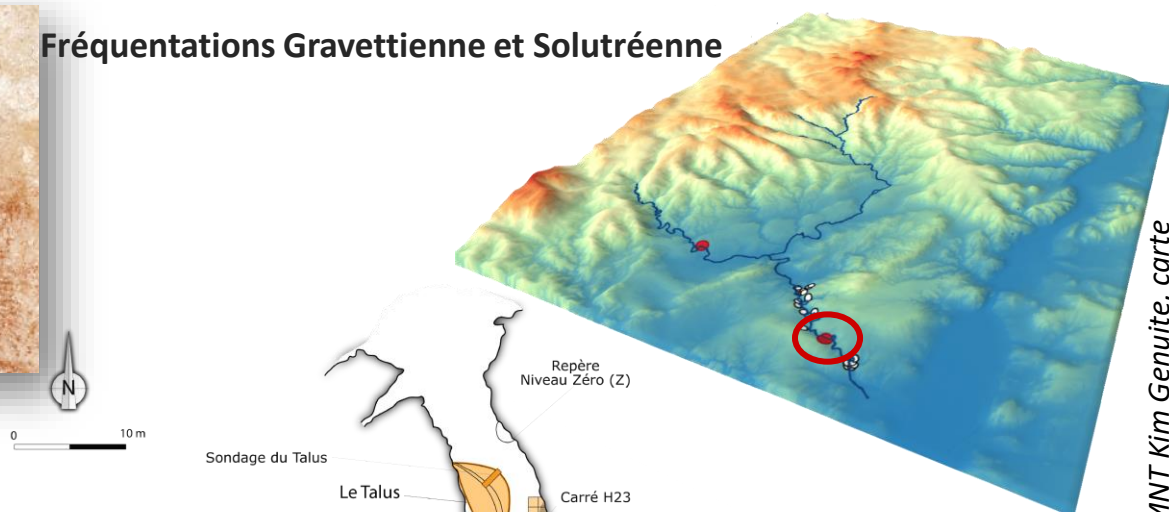 Fréquentations Gravettienne et Solutréenne
MNT Kim Genuite, carte
N
0 10 m
Repère
Niveau Zéro (Z)
Sondage du Talus
Le Talus
Carré H23